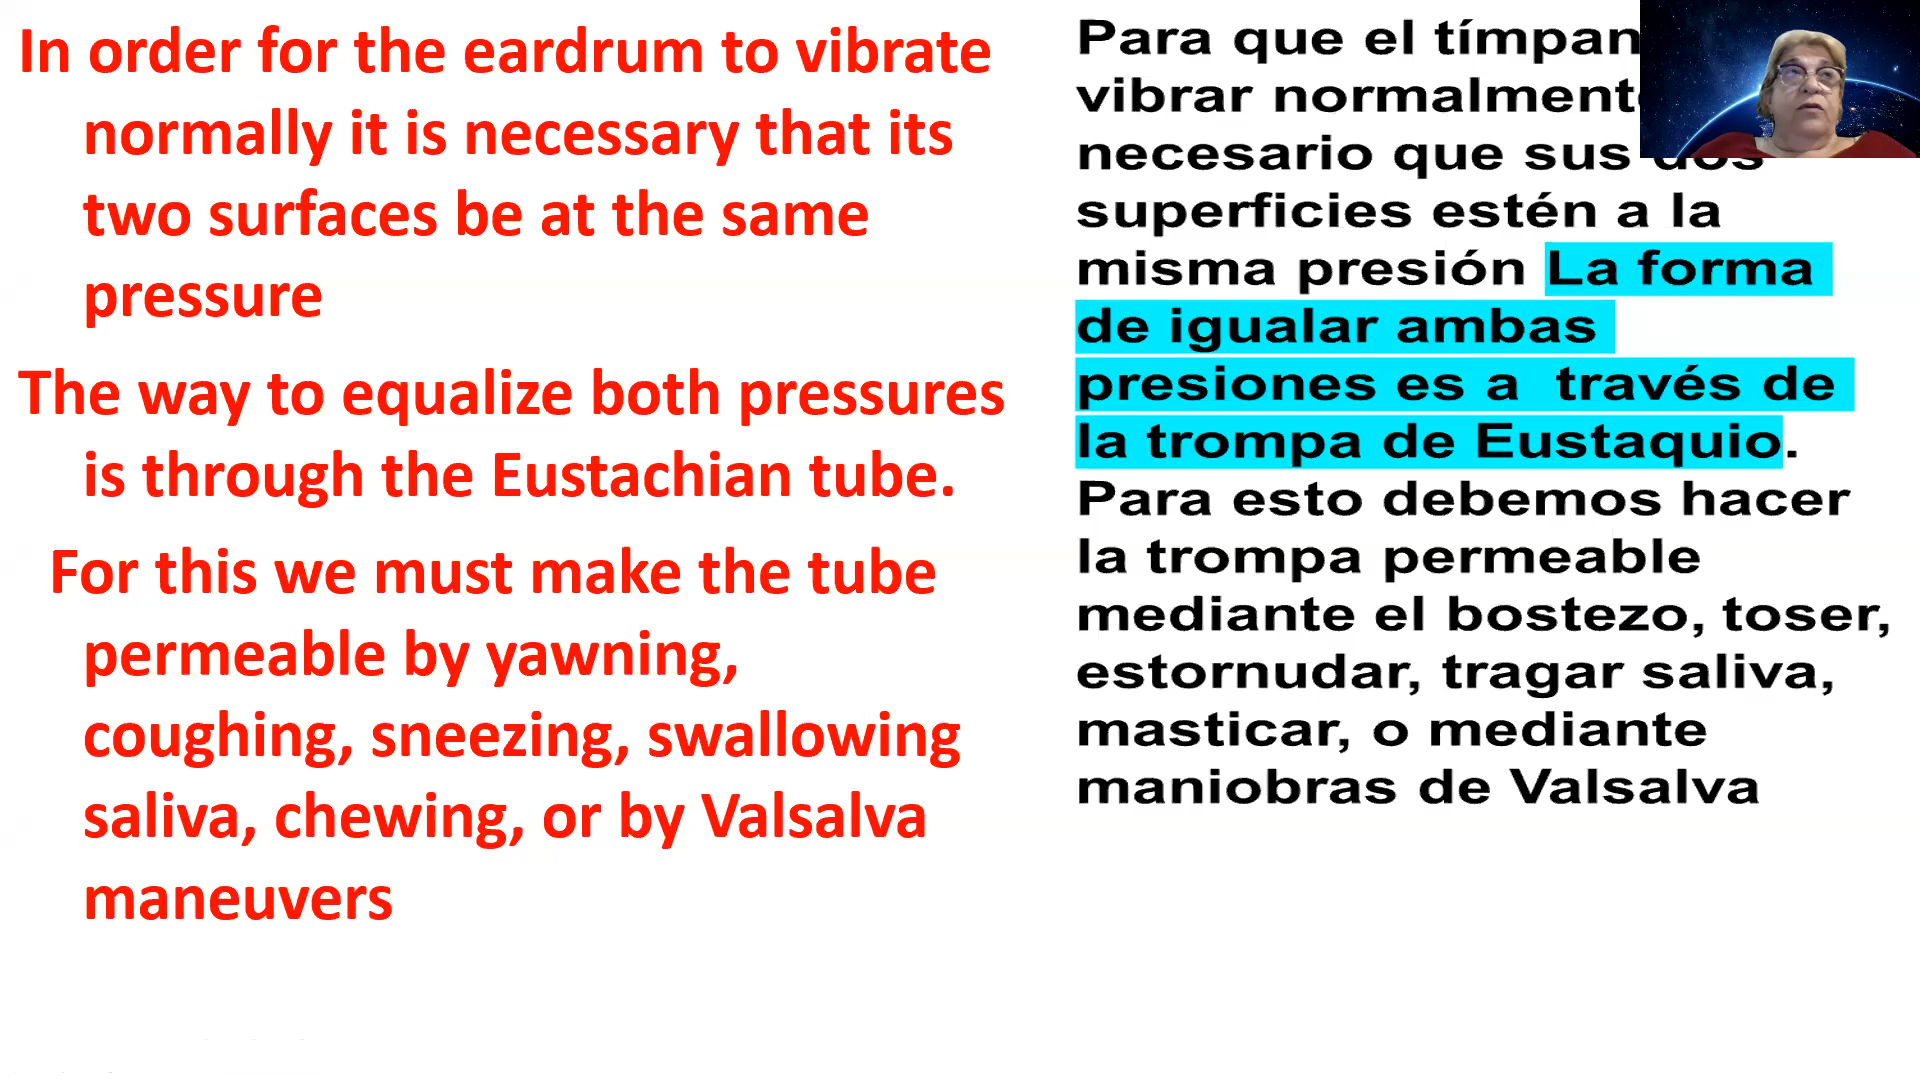 In order for the eardrum to vibrate
normally it is necessary that its
two surfaces be at the same
pressure
The way to equalize both pressures
is through the Eustachian tube.
For this we must make the tube
permeable by yawning,
coughing, sneezing, swallowing
saliva, chewing, or by Valsalva
maneuvers
Para que el
vibrar
necesario que sus dos
superficies estén a la
misma presión La forma
de igualar ambas
presiones es a través de
la trompa de Eustaquio.
Para esto debemos hacer
la trompa permeable
mediante el bostezo, toser,
estornudar, tragar saliva,
masticar, o mediante
maniobras de Valsalva